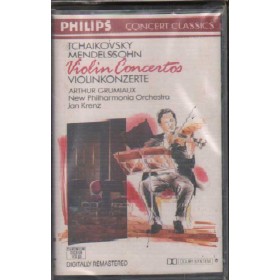 PHILIPS CONCERT CLASSICS
TCHAIKOVSKY
MENDELSSOHN
Violin Concertos
VIOLINKONZERTE
ARTHUR GRUMIAUX
New Philharmonia Orchestra
Jan Krenz
DIGITALLY REMASTERED